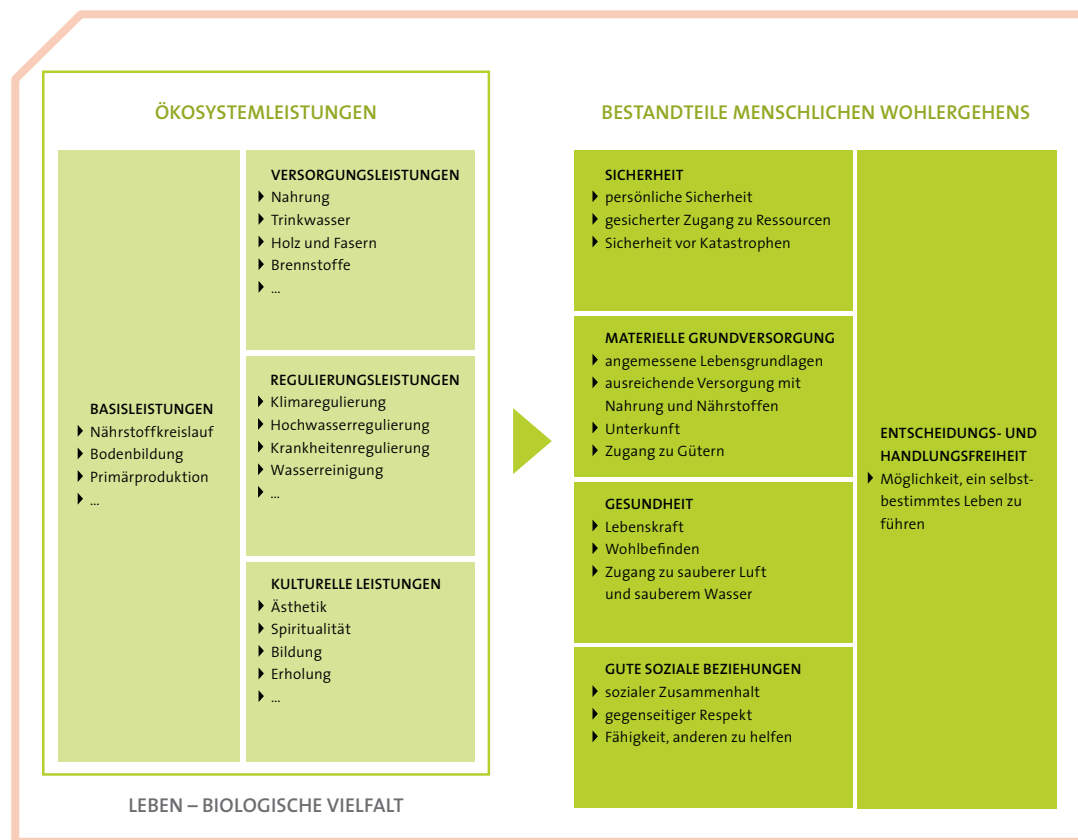 ÖKOSYSTEMLEISTUNGEN
BASISLEISTUNGEN
Nährstoffkreislauf
Bodenbildung
Primärproduktion
...
VERSORGUNGSLEISTUNGEN
Nahrung
Trinkwasser
Holz und Fasern
Brennstoffe
...
REGULIERUNGSLEISTUNGEN
Klimaregulierung
Hochwasserregulierung
Krankheitenregulierung
Wasserreinigung
...
KULTURELLE LEISTUNGEN
Ästhetik
Spiritualität
Bildung
Erholung
...
LEBEN – BIOLOGISCHE VIELFALT
BESTANDTEILE MENSCHLICHEN WOHLERGEHENS
SICHERHEIT
persönliche Sicherheit
gesicherter Zugang zu Ressourcen
Sicherheit vor Katastrophen
MATERIELLE GRUNDVERSORGUNG
angemessene Lebensgrundlagen
ausreichende Versorgung mit
Nahrung und Nährstoffen
Unterkunft
Zugang zu Gütern
GESUNDHEIT
Lebenskraft
Wohlbefinden
Zugang zu sauberer Luft
und sauberem Wasser
GUTE SOZIALE BEZIEHUNGEN
sozialer Zusammenhalt
gegenseitiger Respekt
Fähigkeit, anderen zu helfen
ENTSCHEIDUNGS- UND
HANDLUNGSFREIHEIT
Möglichkeit, ein selbst-
bestimmtes Leben zu
führen